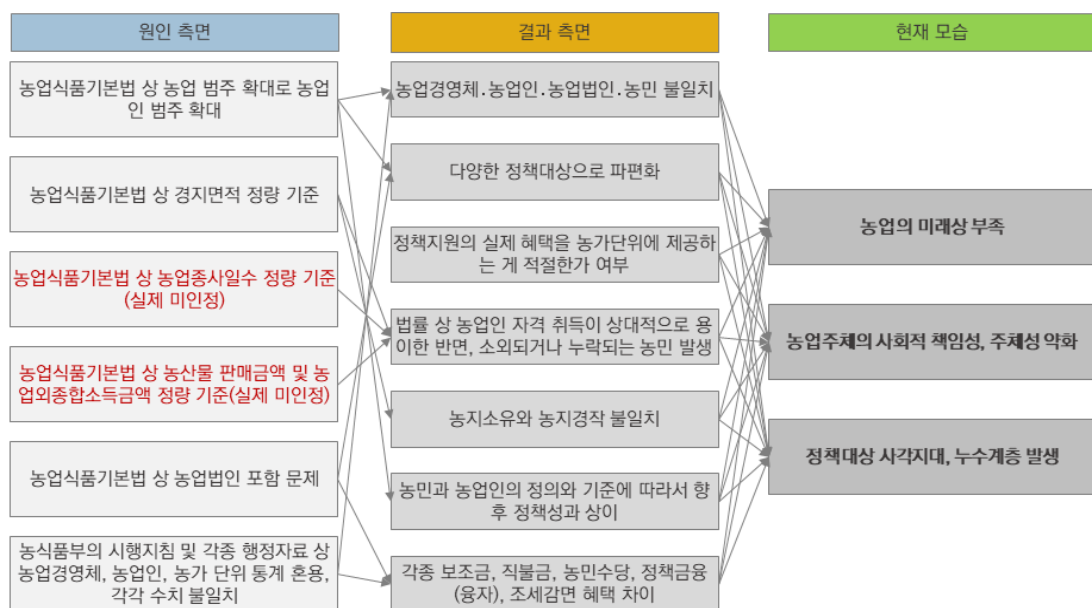 원인 측면
농업식품기본법 상 농업 범주 확대로 농업
인 범주 확대
농업식품기본법 상 경지면적 정량 기준
농업식품기본법 상 농업종사일수 정량 기준
(실제 미인정)
농업식품기본법 상 농산물 판매금액 및 농
업외종합소득금액 정량 기준(실제 미인정)
농업식품기본법 상 농업법인 포함 문제
농식품부의 시행지침 및 각종 행정자료 상
농업경영체, 농업인, 농가 단위 통계 혼용,
각각 수치 불일치
결과 측면
농업경영체.농업인.농업법인.농민 불일치
다양한 정책대상으로 파편화
정책지원의 실제 혜택을 농가단위에 제공하
는 게 적절한가 여부
법률 상 농업인 자격 취득이 상대적으로 용
이한 반면, 소외되거나 누락되는 농민 발생
농지소유와 농지경작 불일치
농민과 농업인의 정의와 기준에 따라서 향
후 정책성과 상이
각종 보조금, 직불금, 농민수당, 정책금융
(융자), 조세감면 혜택 차이
현재 모습
농업의 미래상 부족
농업주체의 사회적 책임성, 주체성 약화
정책대상 사각지대, 누수계층 발생